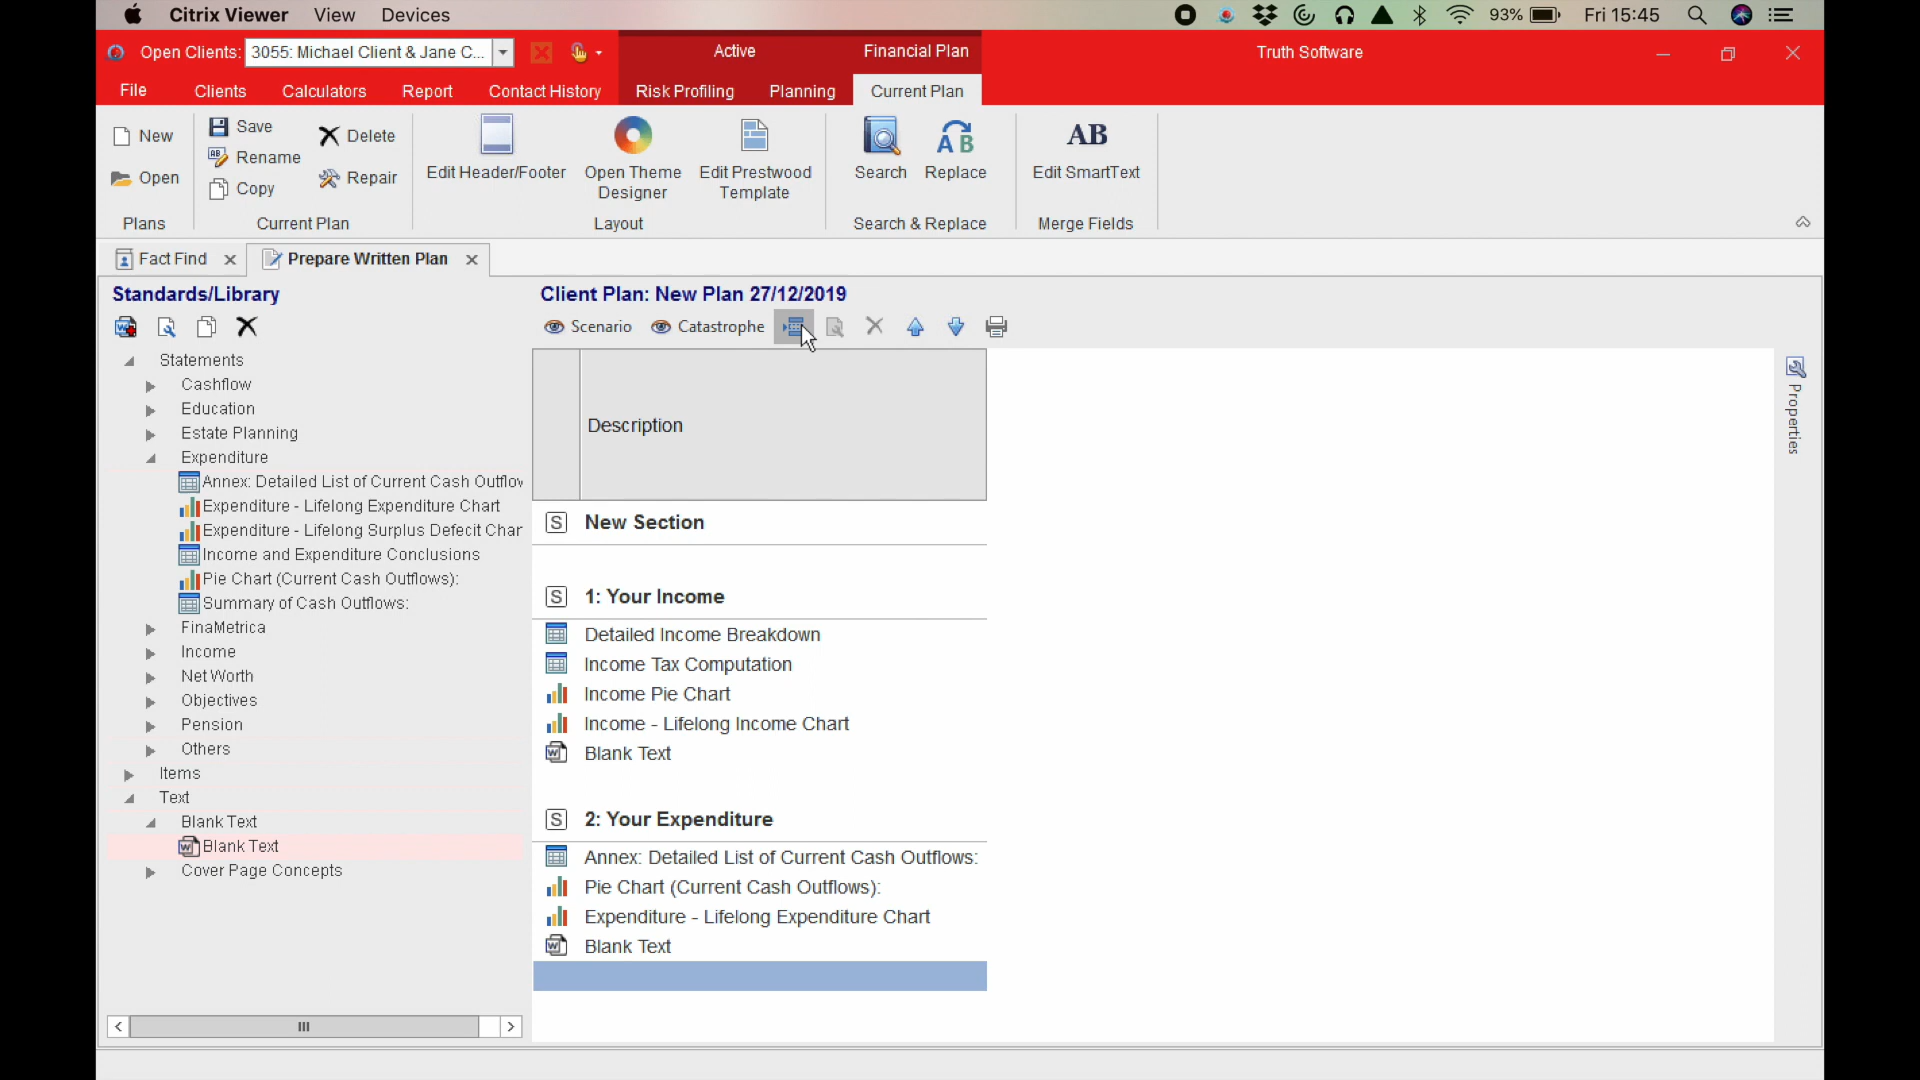 Citrix Viewer View Devices 93% Fri 15:45
Open Clients: 3055: Michael Client & Jane C... Active Financial Plan Truth Software
File Clients Calculators Report Contact History Risk Profiling Planning Current Plan
New
Open
Plans
Save
Rename
Copy
Delete
Repair
Current Plan
Edit Header/Footer
Open Theme
Designer
Edit Prestwood
Template
Layout
Search
Replace
Search & Replace
AB
Edit SmartText
Merge Fields
Fact Find Prepare Written Plan
Standards/Library
Statements
Cashflow
Education
Estate Planning
Expenditure
Annex: Detailed List of Current Cash
Expenditure - Lifelong Expenditure Chart
Expenditure - Lifelong Surplus Defecit
Income and Expenditure Conclusions
Pie Chart (Current Cash Outflows):
Summary of Cash Outflows:
FinaMetrica
Income
Net Worth
Objectives
Pension
Others
Items
Text
Blank Text
Blank Text
Cover Page Concepts
Client Plan: New Plan 27/12/2019
Scenario Catastrophe
Description
S New Section
S 1: Your Income
Detailed Income Breakdown
Income Tax Computation
Income Pie Chart
Income - Lifelong Income Chart
Blank Text
S 2: Your Expenditure
Annex: Detailed List of Current Cash Outflows:
Pie Chart (Current Cash Outflows):
Expenditure - Lifelong Expenditure Chart
Blank Text
Properties